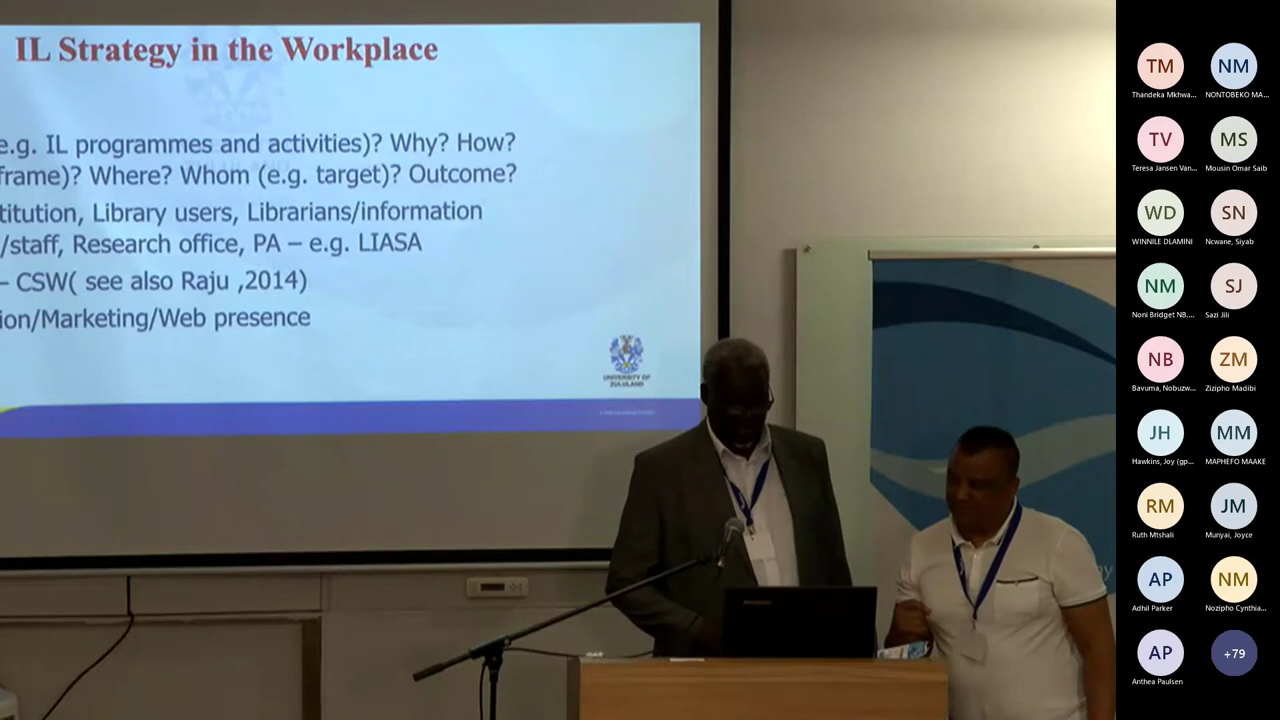 IL Strategy in the Workplace
e.g. IL programmes and activities)? Why? How?
frame)? Where? Whom (e.g. target)? Outcome?
titution, Library users, Librarians/information
/staff, Research office, PA – e.g. LIASA
– CSW( see also Raju ,2014)
ion/Marketing/Web presence
UNIVERSITY OF
ZULULAND
TM
Thandeka Mkhwa...
NM
NONTOBEKO MA...
TV
Teresa Jansen Van...
MS
Mousin Omar Saib
WD
WINNILE DLAMINI
SN
Ncwane, Siyab
NM
Noni Bridget NB....
SJ
Sazi Jili
NB
Bavuma, Nobuzw...
ZM
Zizipho Madibi
JH
Hawkins, Joy (gp...
MM
MAPHEFO MAAKE
RM
Ruth Mtshali
JM
Munyai, Joyce
AP
Adhil Parker
NM
Nozipho Cynthia...
AP
Anthea Paulsen
+79